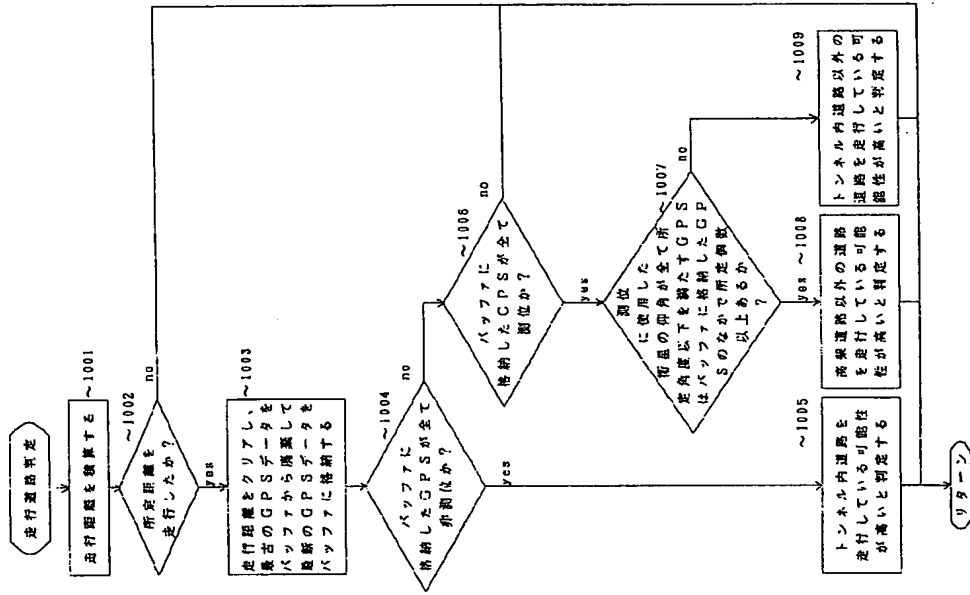 走行道路判定
走行距離を積算する
~1001
所定距離を
走行したか?
~1002
no
yes
走行距離をクリアし、
最古のGPSデータを
バッファから廃棄して
最新のGPSデータを
バッファに格納する
~1003
バッファに
格納したGPSが全て
非測位か?
~1004
no
yes
バッファに
格納したGPSが全て
測位か?
~1006
no
yes
測位
に使用した
衛星の仰角が全て所
定角度以下を満たすGPS
はバッファに格納したGP
Sのなかで所定個数
以上あるか
?
~1007
no
yes
トンネル内道路を
走行している可能性
が高いと判定する
~1005
高架道路以外の道路
を走行している可能
性が高いと判定する
~1008
トンネル内道路以外の
道路を走行している可
能性が高いと判定する
~1009
リターン